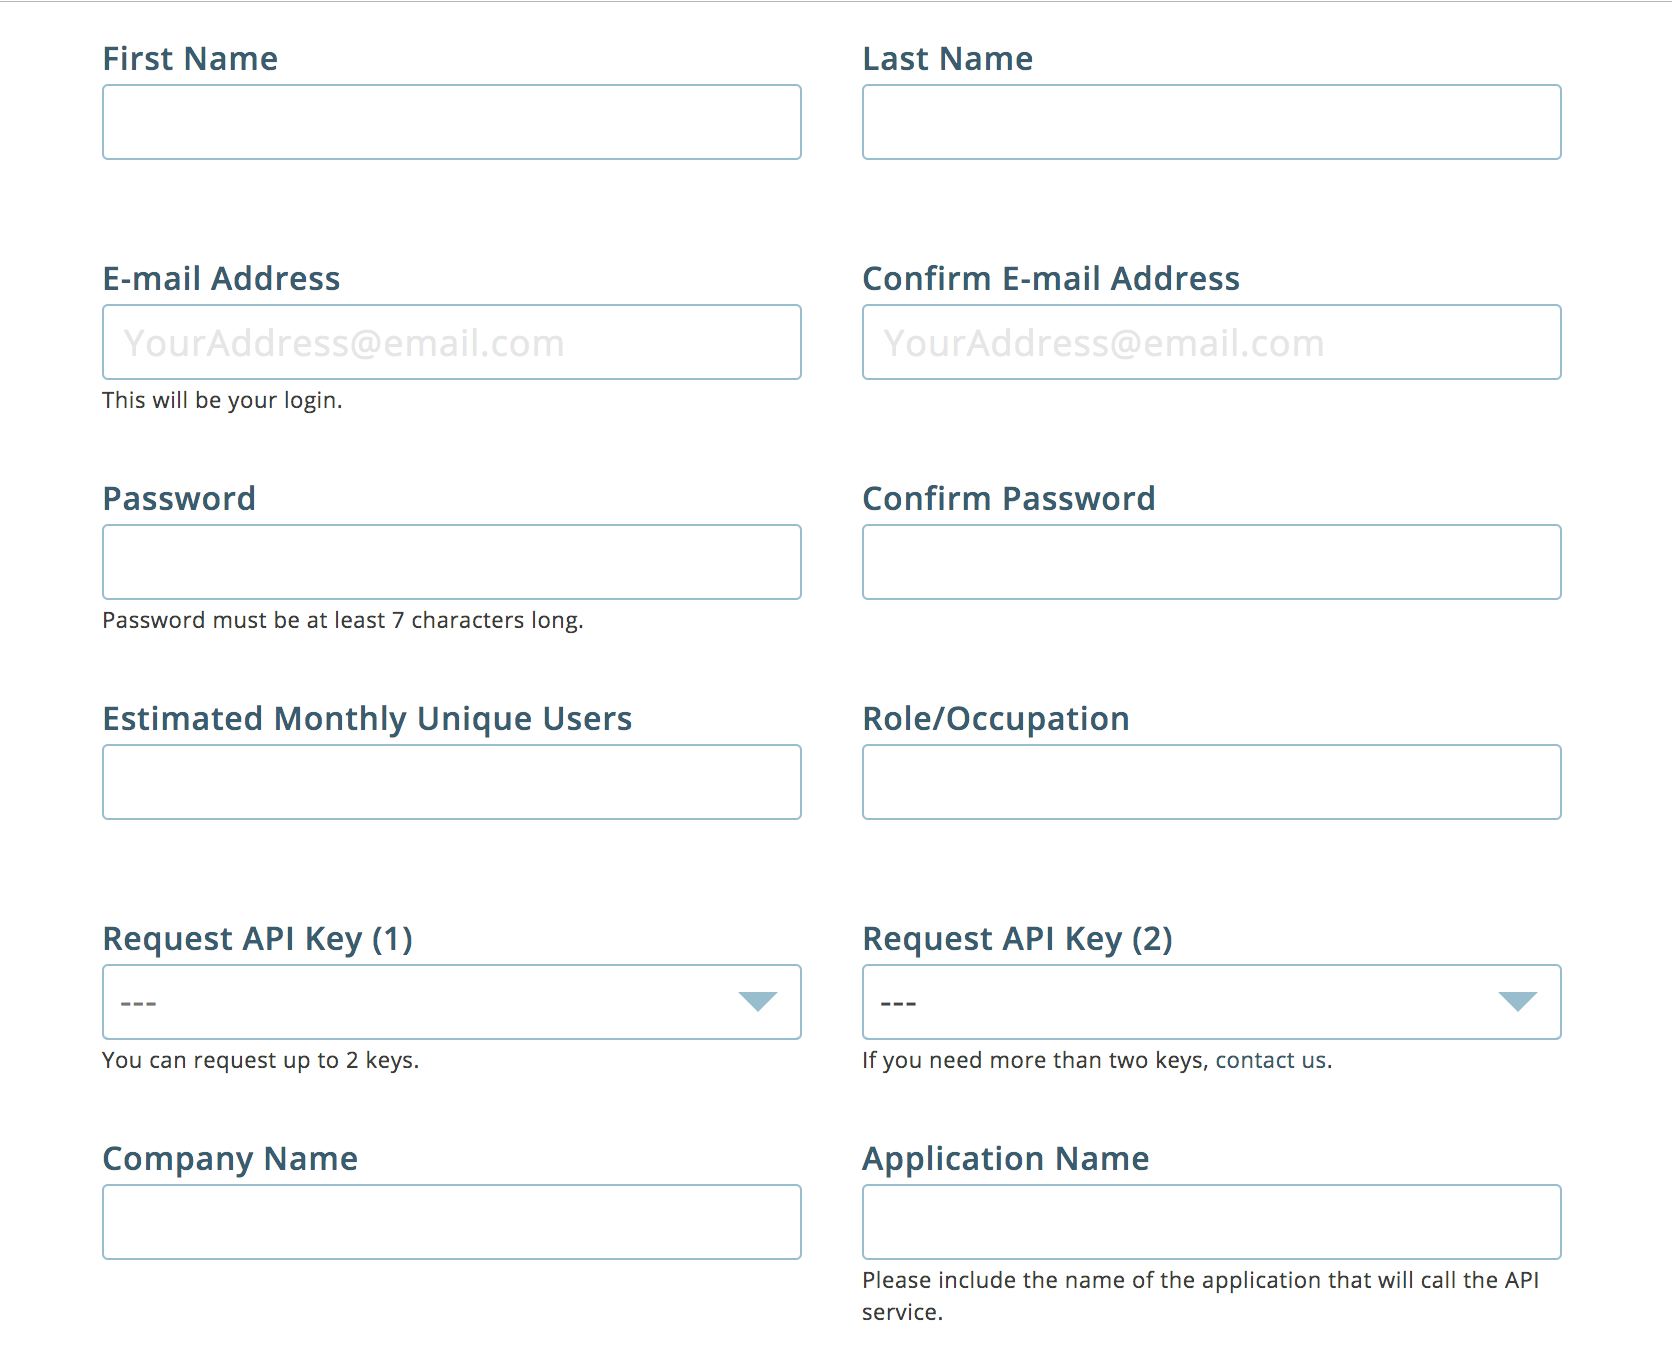 First Name
Last Name
E-mail Address
Confirm E-mail Address
YourAddress@email.com
YourAddress@email.com
This will be your login.
Password
Confirm Password
Password must be at least 7 characters long.
Estimated Monthly Unique Users
Role/Occupation
Request API Key (1)
Request API Key (2)
---
---
You can request up to 2 keys.
If you need more than two keys, contact us.
Company Name
Application Name
Please include the name of the application that will call the API
service.